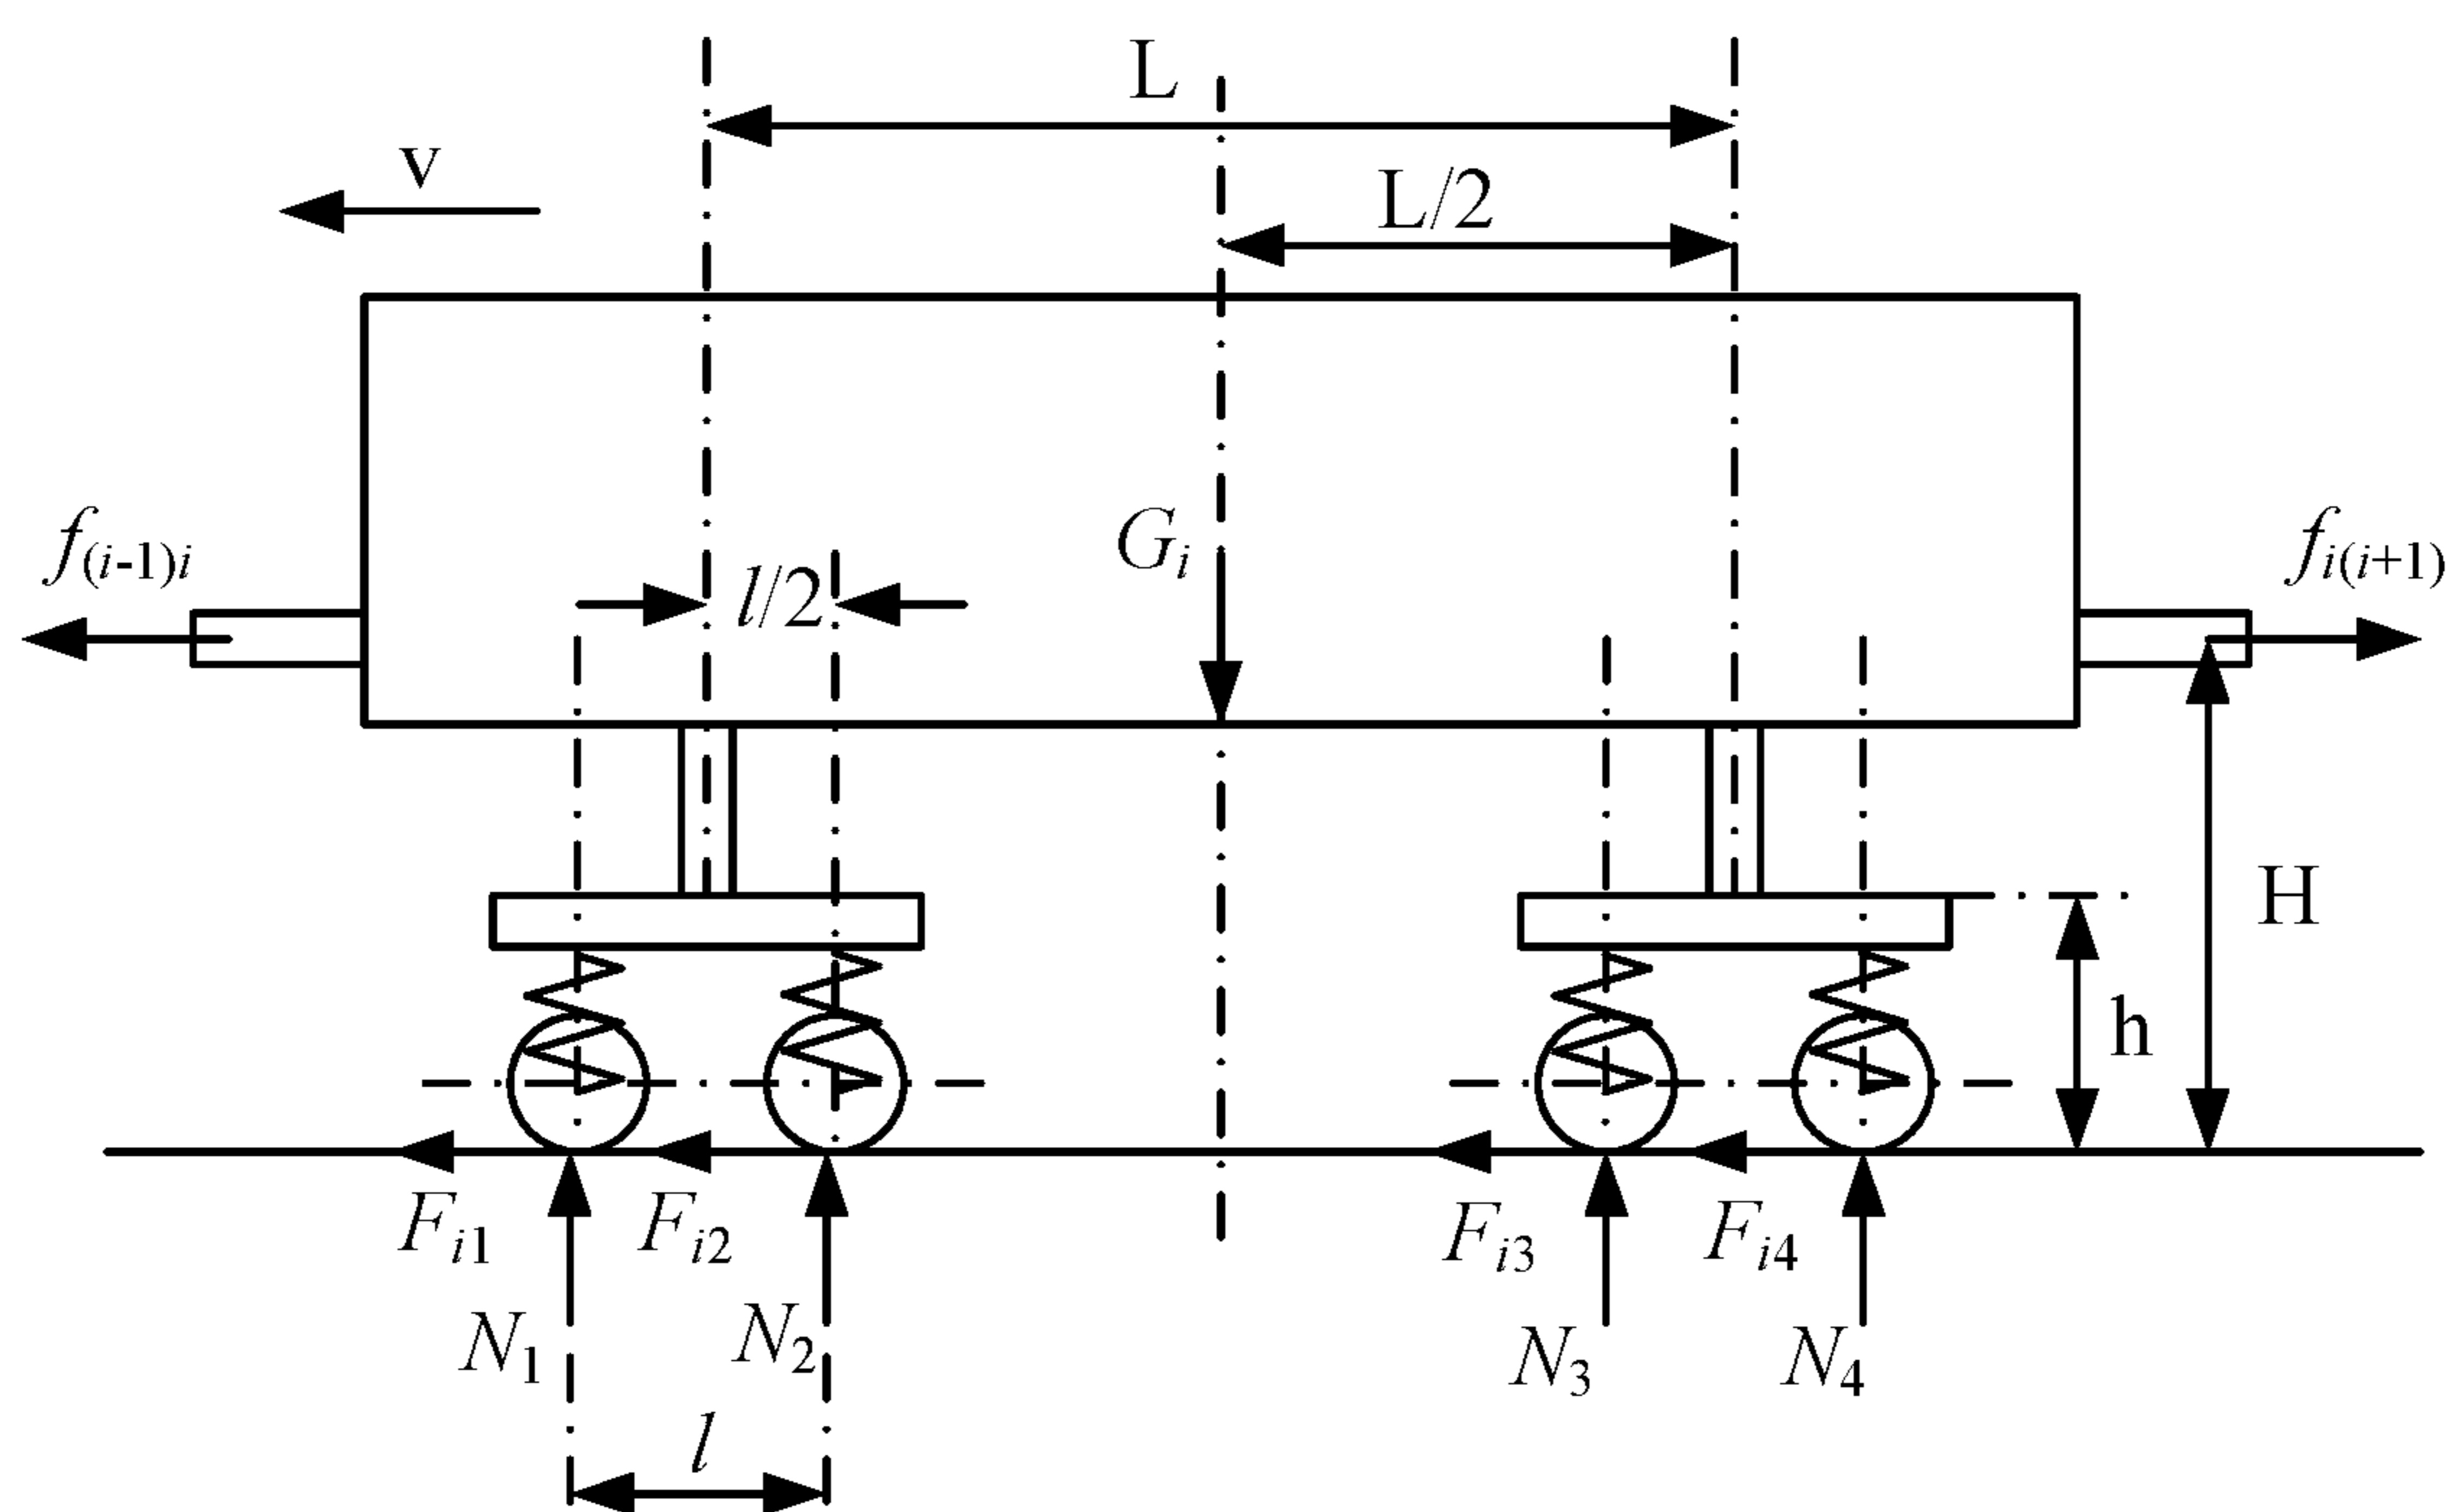 L
v
L/2
f(i-1)i
l/2
Gi
fi(i+1)
H
h
Fi1
Fi2
Fi3
Fi4
N1
N2
N3
N4
l